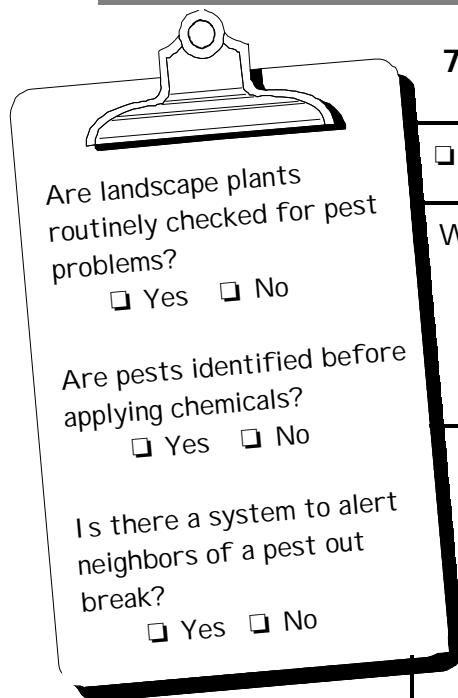 7
❏
W
Are landscape plants
routinely checked for pest
problems?
❏ Yes ❏ No
Are pests identified before
applying chemicals?
❏ Yes ❏ No
Is there a system to alert
neighbors of a pest out
break?
❏ Yes ❏ No